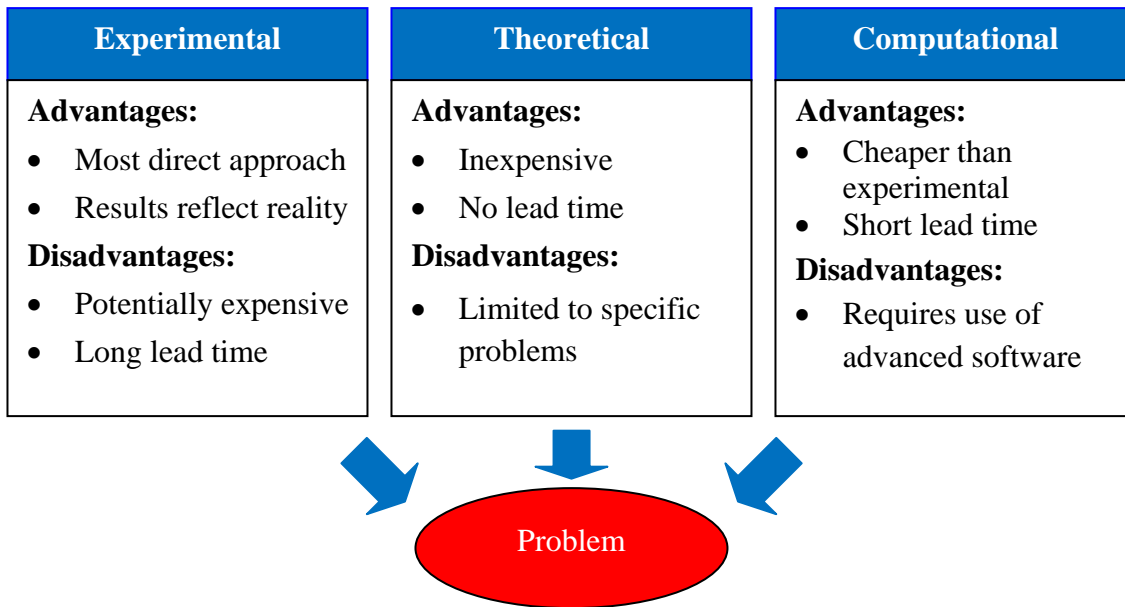 Experimental
Advantages:
• Most direct approach
• Results reflect reality
Disadvantages:
• Potentially expensive
• Long lead time
Theoretical
Advantages:
• Inexpensive
• No lead time
Disadvantages:
• Limited to specific
problems
Computational
Advantages:
• Cheaper than
experimental
• Short lead time
Disadvantages:
• Requires use of
advanced software
Problem